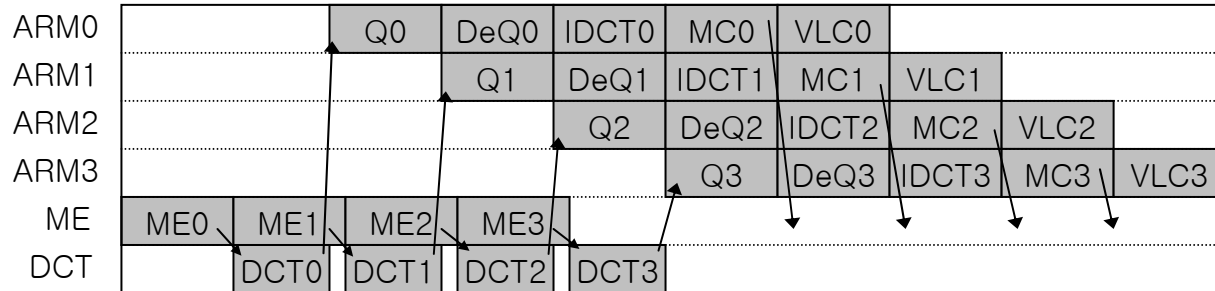 ARM0 Q0 DeQ0 IDCT0 MC0 VLC0
ARM1 Q1 DeQ1 IDCT1 MC1 VLC1
ARM2 Q2 DeQ2 IDCT2 MC2 VLC2
ARM3 Q3 DeQ3 IDCT3 MC3 VLC3
ME ME0 ME1 ME2 ME3
DCT DCT0 DCT1 DCT2 DCT3